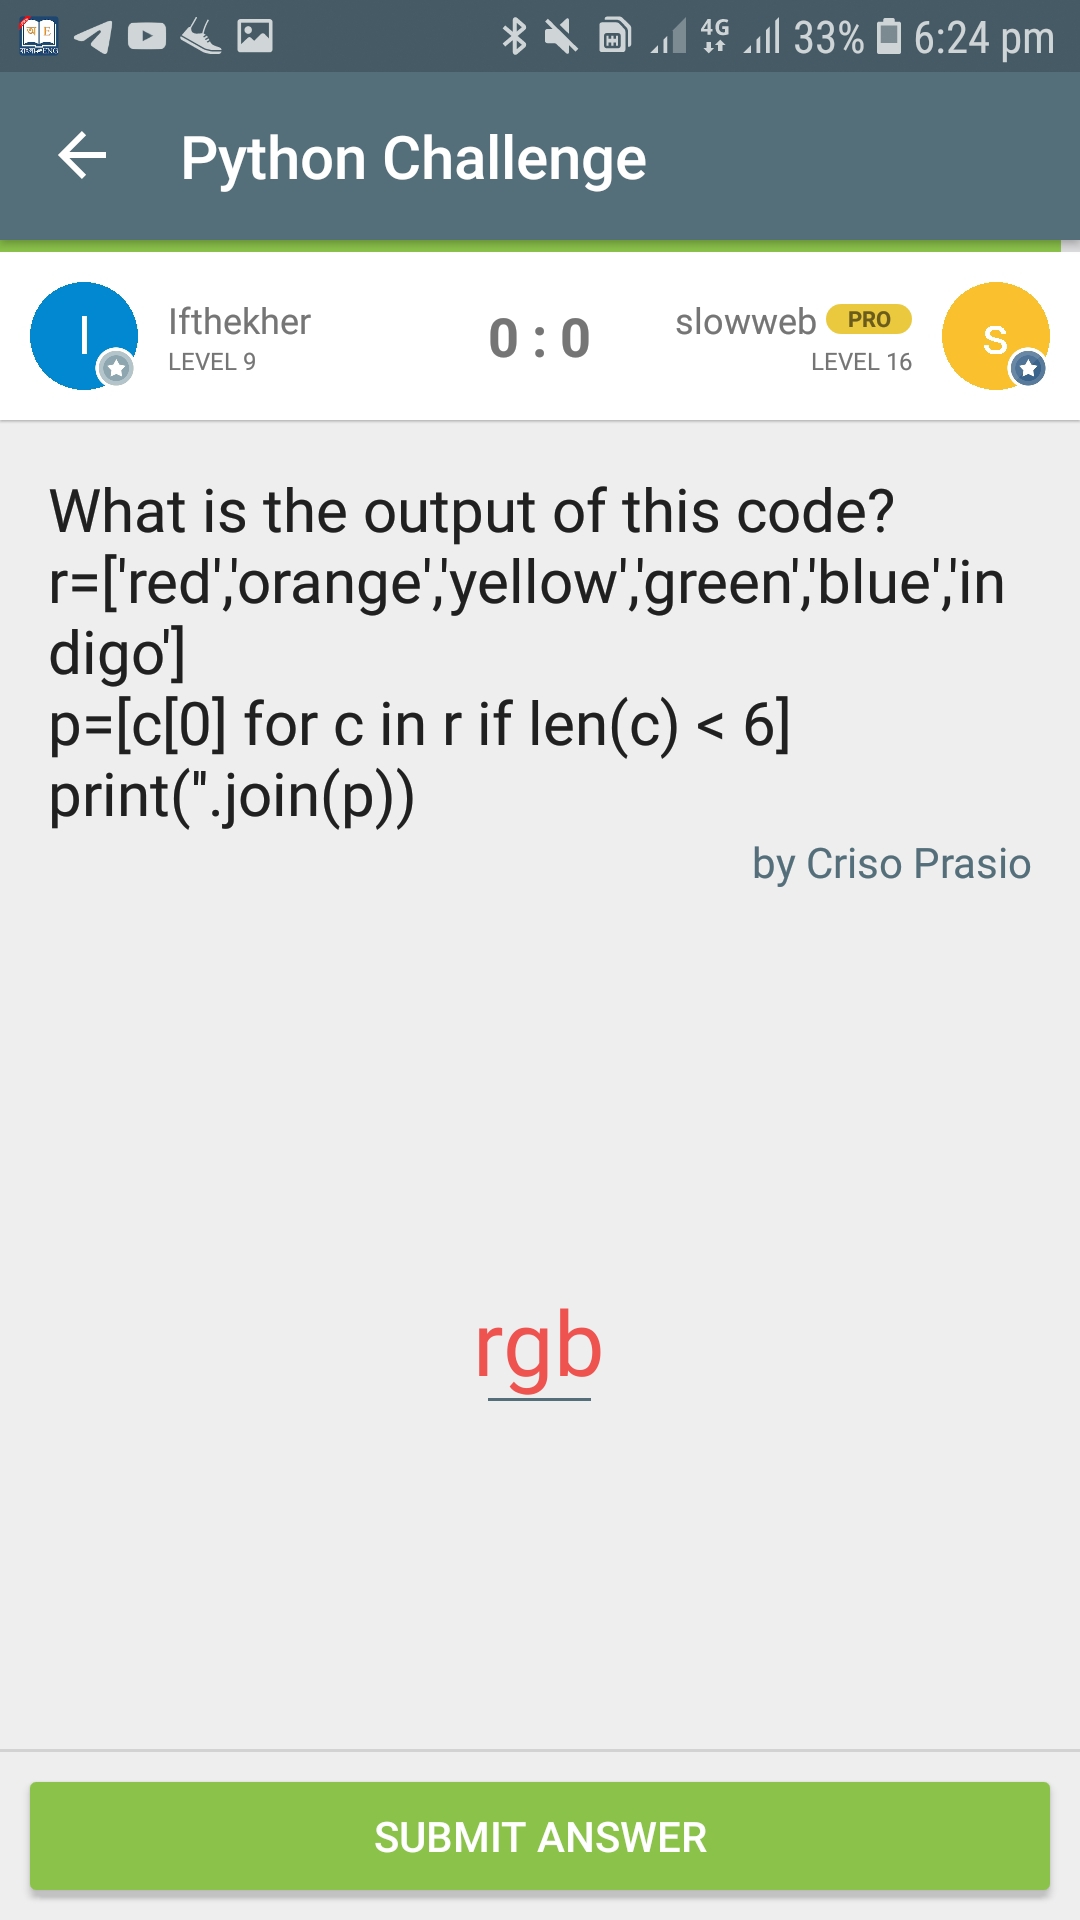 4G 33% 6:24 pm
Python Challenge
I Ifthekher 0 : 0 slowweb PRO s
LEVEL 9 LEVEL 16
What is the output of this code?
r=['red','orange','yellow','green','blue','in
digo']
p=[c[0] for c in r if len(c) < 6]
print(''.join(p))
by Criso Prasio
rgb
SUBMIT ANSWER